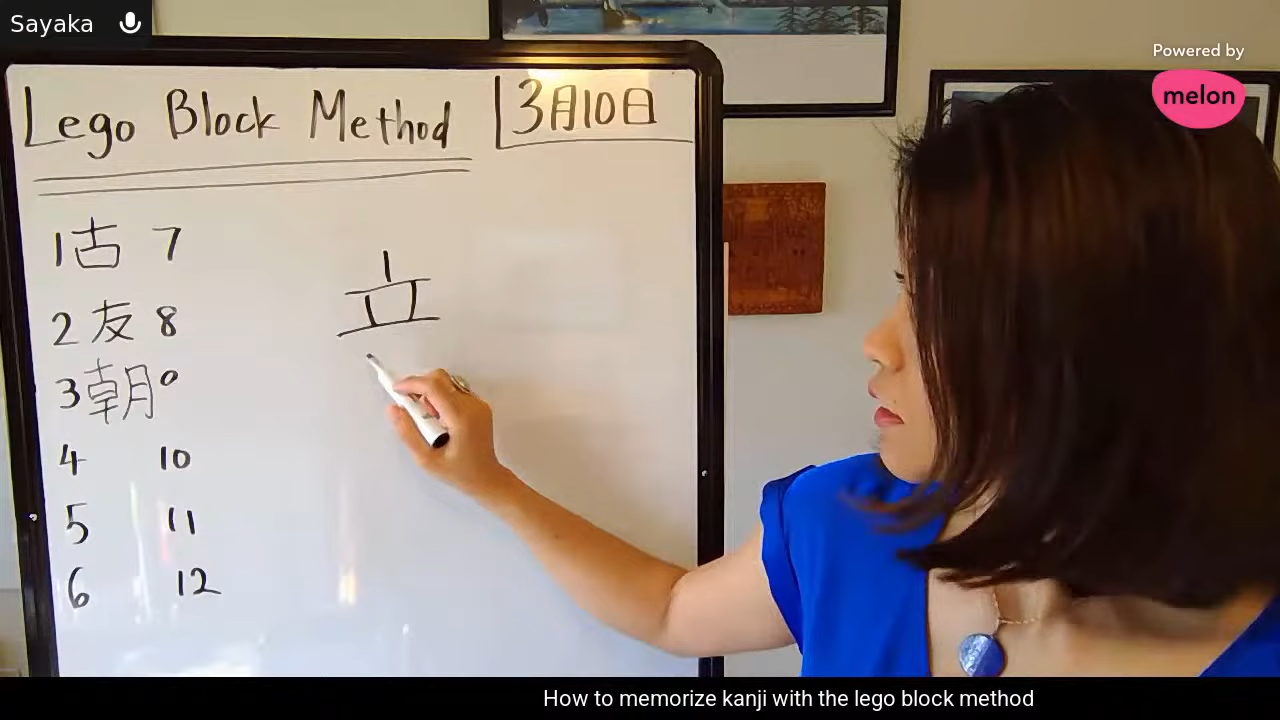 Sayaka
Powered by
melon
Lego Block Method
3月10日
1古 7
2 友 8
3朝
4 10
5 11
6 12
立
How to memorize kanji with the lego block method